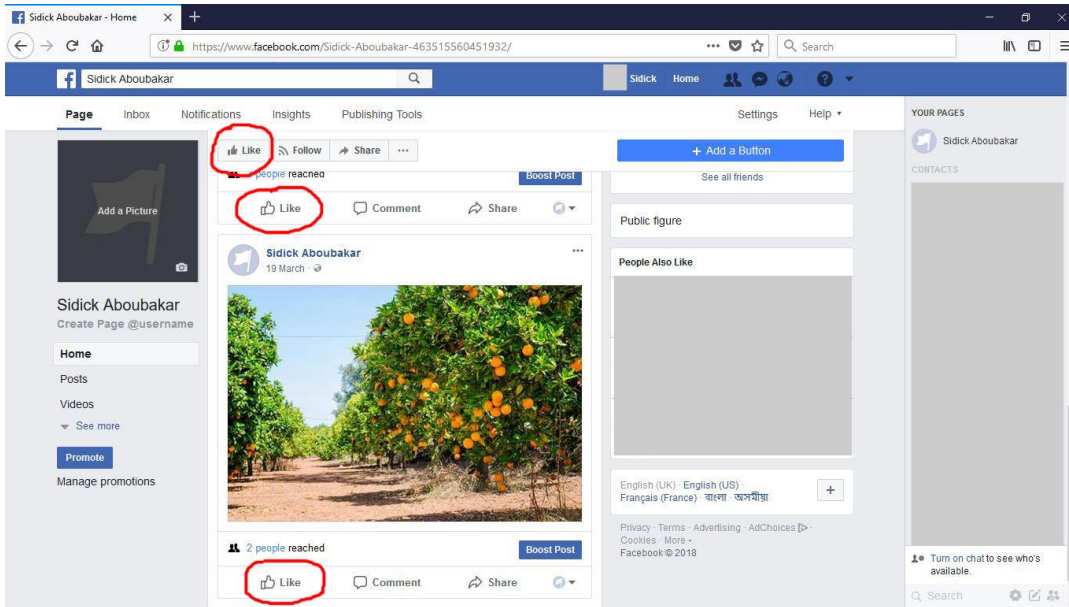 Sidick Aboubakar - Home
https://www.facebook.com/Sidick-Aboubakar-463515560451932/
Search
Sidick Aboubakar
Sidick Home
Page Inbox Notifications Insights Publishing Tools Settings Help
Like Follow Share
+ Add a Button
people reached
Boost Post
Like Comment Share
See all friends
Public figure
People Also Like
Add a Picture
Sidick Aboubakar
Create Page @username
Home
Posts
Videos
See more
Promote
Manage promotions
Sidick Aboubakar
19 March
2 people reached
Boost Post
Like Comment Share
English (UK) · English (US) ·
Français (France) · বাংলা · অসমীয়া
Privacy · Terms · Advertising · AdChoices ·
Cookies · More
Facebook © 2018
YOUR PAGES
Sidick Aboubakar
CONTACTS
Turn on chat to see who's
available.
Search